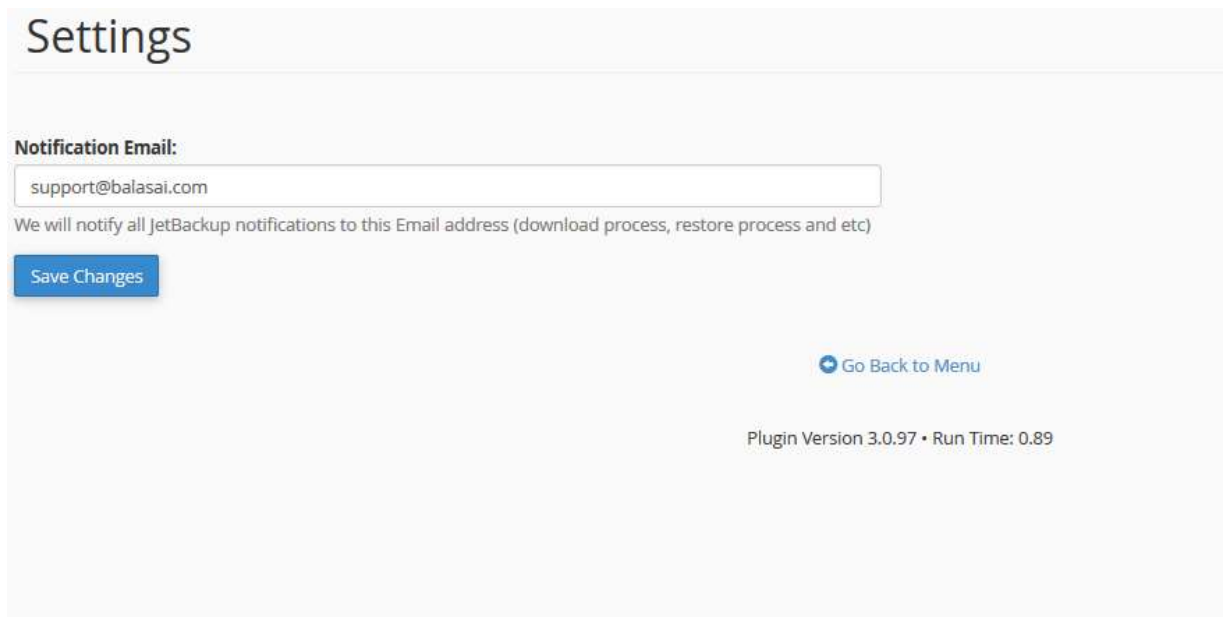 Settings
Notification Email:
support@balasai.com
We will notify all JetBackup notifications to this Email address (download process, restore process and etc)
Save Changes
Go Back to Menu
Plugin Version 3.0.97 • Run Time: 0.89